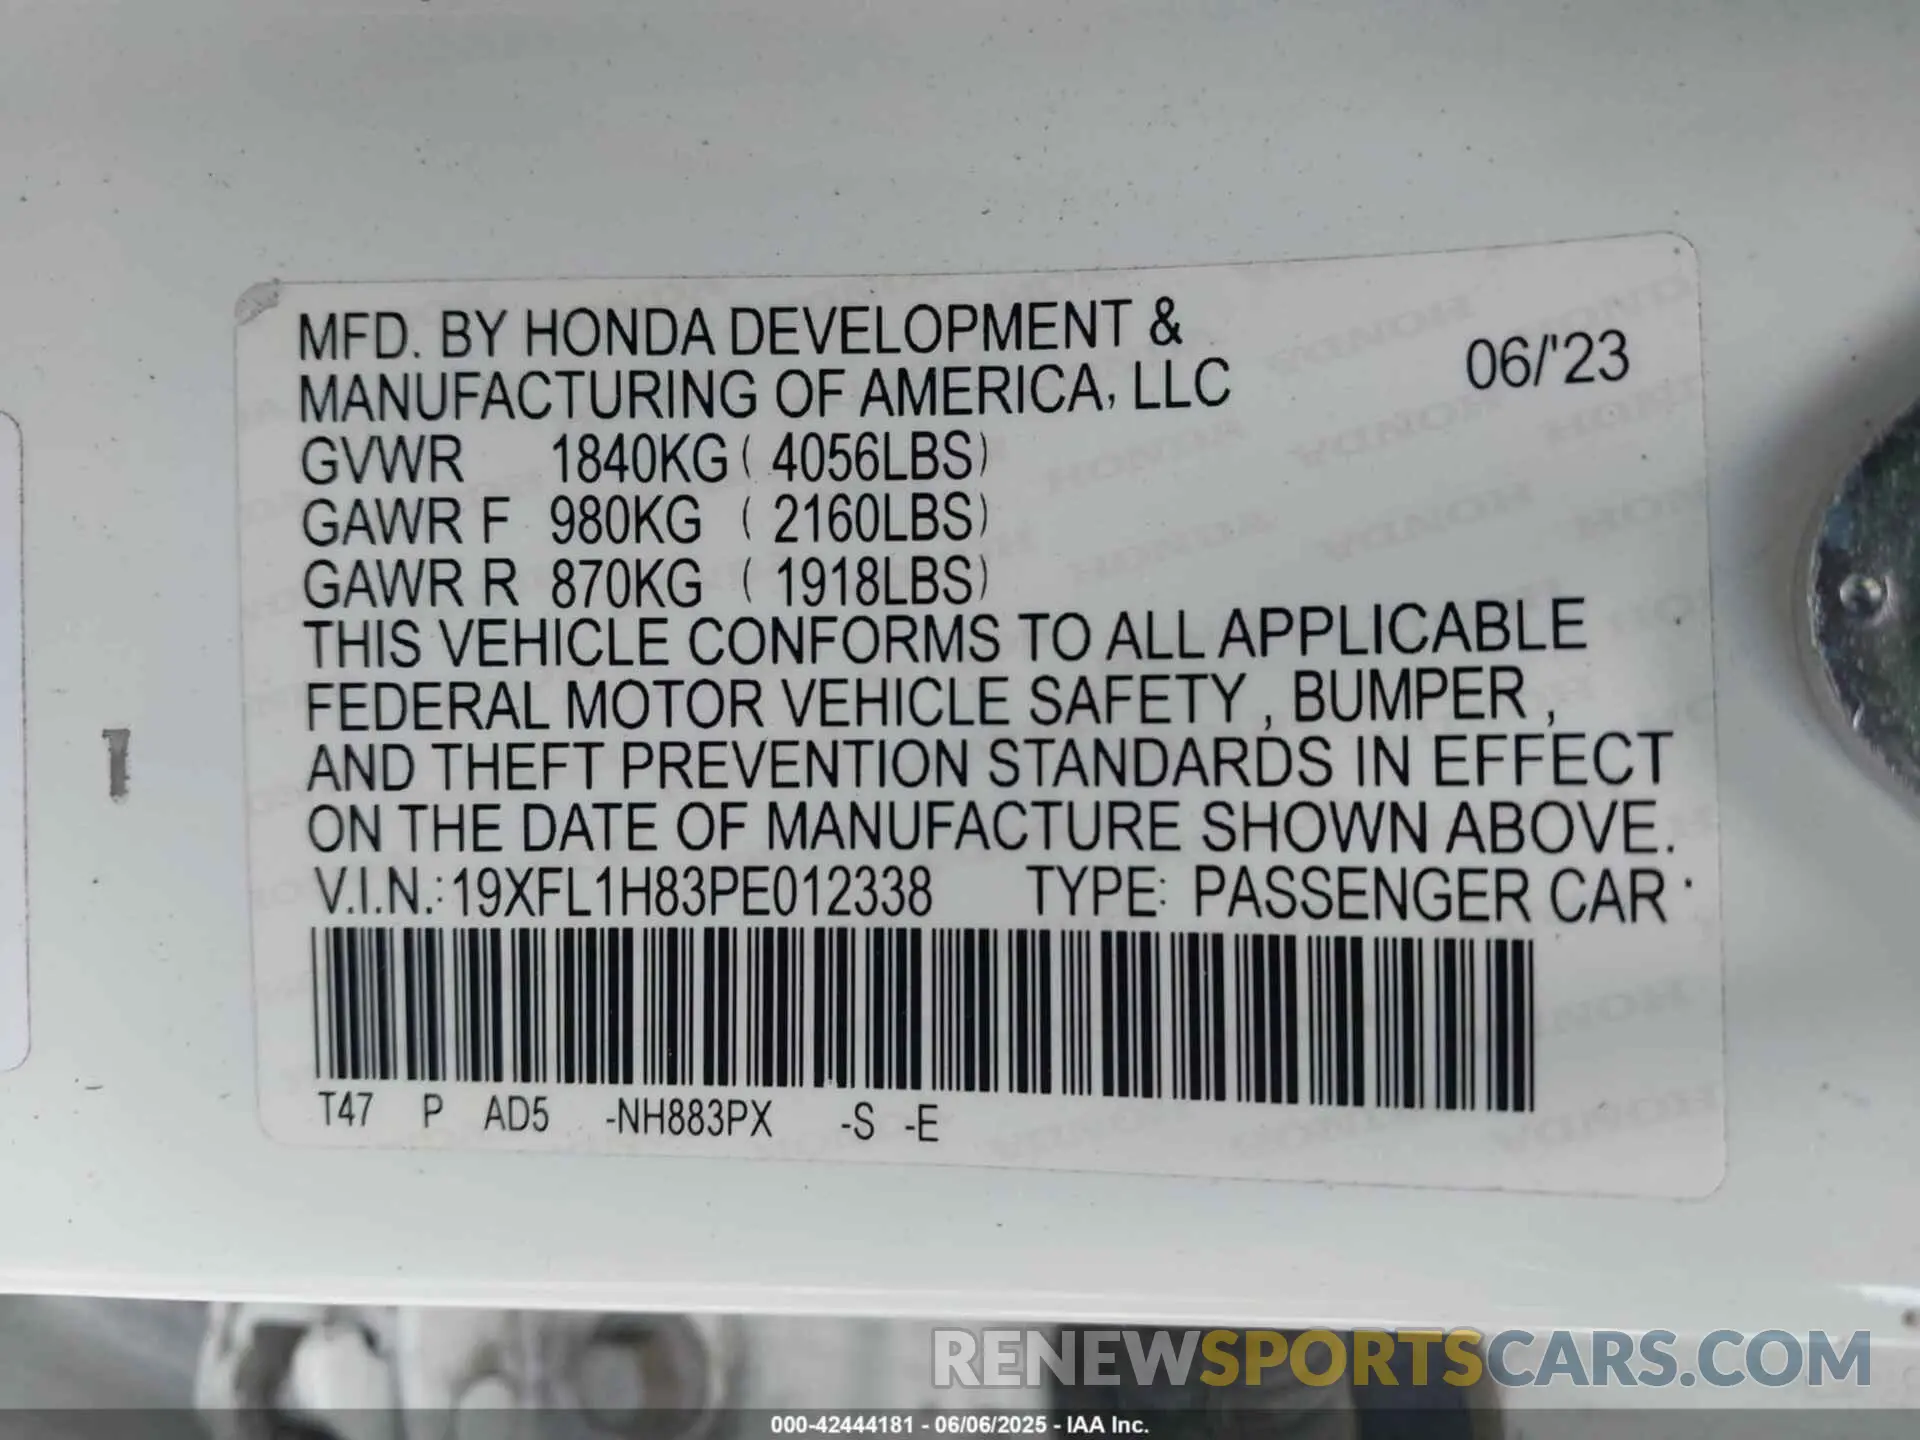 MFD. BY HONDA DEVELOPMENT &
MANUFACTURING OF AMERICA, LLC 06/'23
GVWR 1840KG ( 4056LBS)
GAWR F 980KG ( 2160LBS)
GAWR R 870KG ( 1918LBS)
THIS VEHICLE CONFORMS TO ALL APPLICABLE
FEDERAL MOTOR VEHICLE SAFETY , BUMPER ,
AND THEFT PREVENTION STANDARDS IN EFFECT
ON THE DATE OF MANUFACTURE SHOWN ABOVE.
V.I.N.: 19XFL1H83PE012338 TYPE: PASSENGER CAR
T47 P AD5 -NH883PX -S -E
RENEWSPORTSCARS.COM
000-42444181 - 06/06/2025 - IAA Inc.